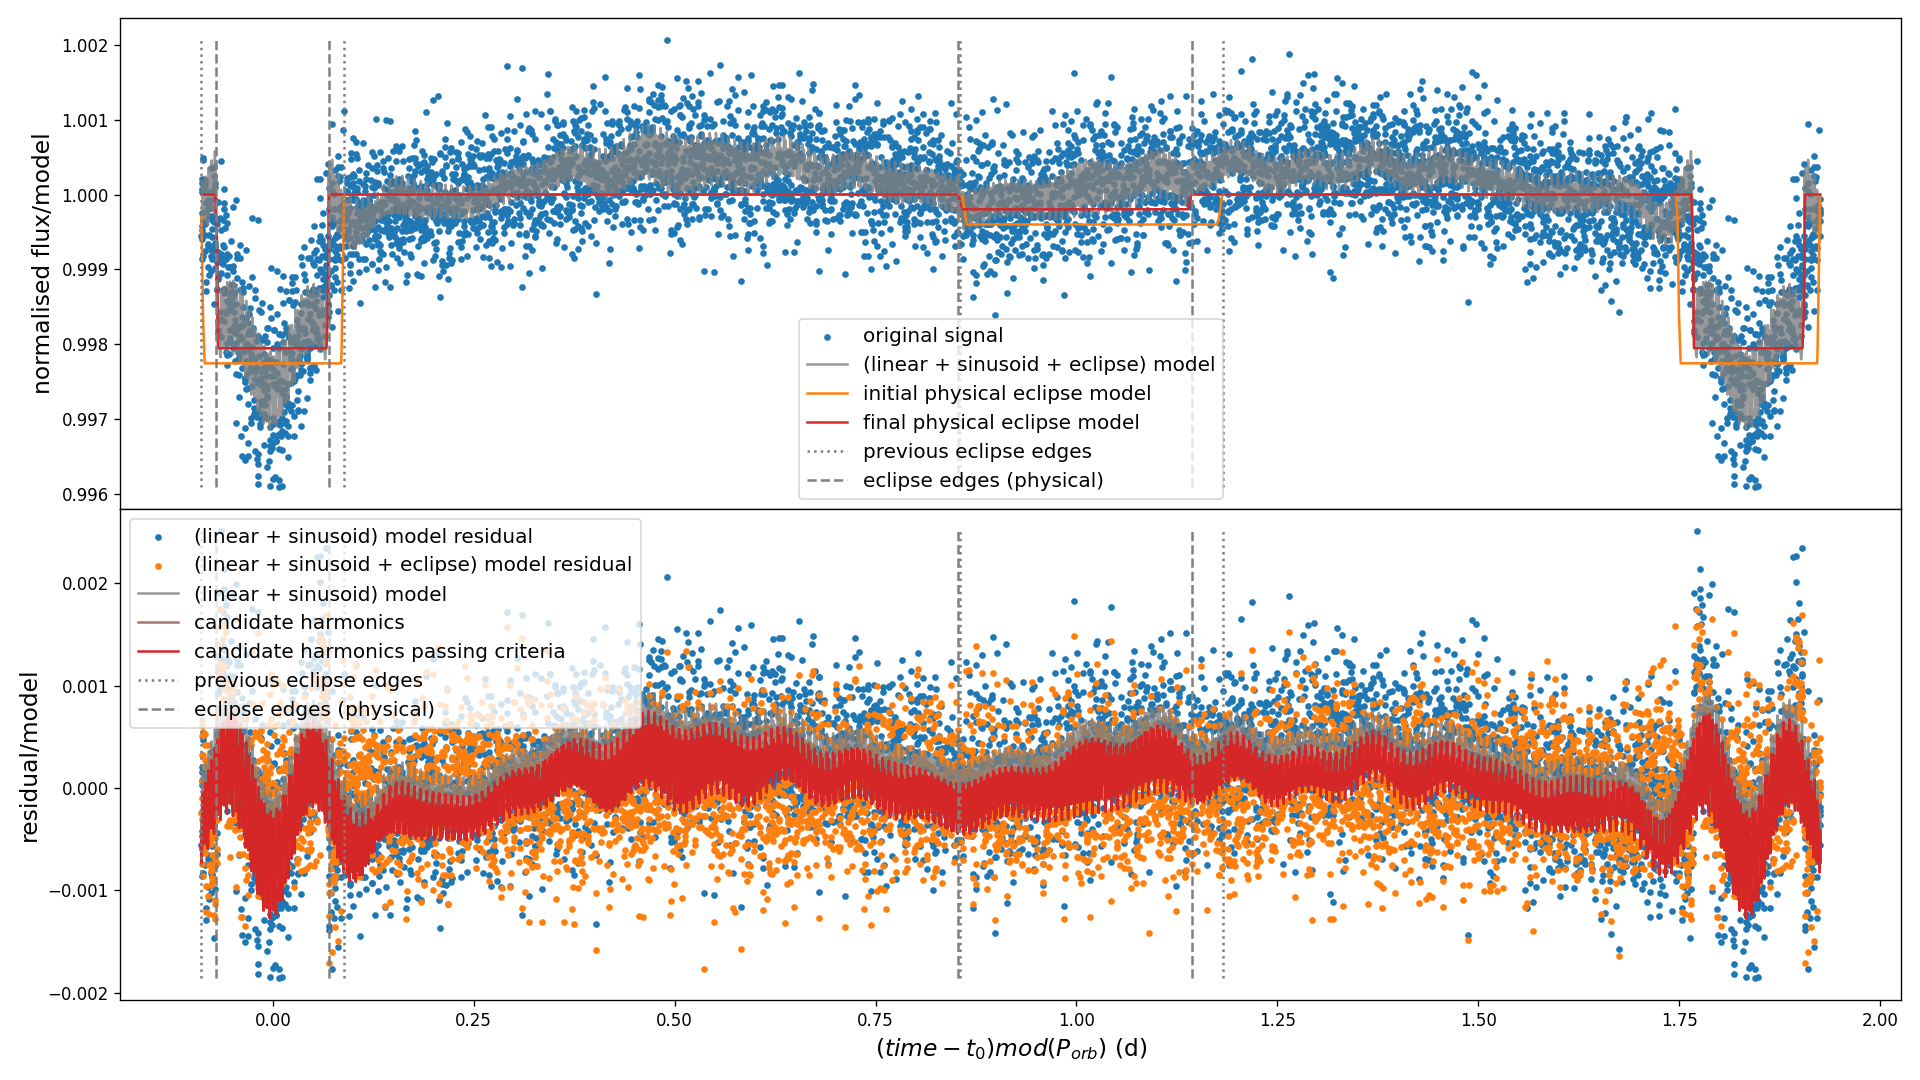 1.002
1.001
1.000
0.999
0.998
0.997
0.996
normalised flux/model
original signal
(linear + sinusoid + eclipse) model
initial physical eclipse model
final physical eclipse model
previous eclipse edges
eclipse edges (physical)
(linear + sinusoid) model residual
(linear + sinusoid + eclipse) model residual
(linear + sinusoid) model
candidate harmonics
candidate harmonics passing criteria
previous eclipse edges
eclipse edges (physical)
0.002
0.001
0.000
−0.001
−0.002
residual/model
0.00 0.25 0.50 0.75 1.00 1.25 1.50 1.75 2.00
(time − t₀)mod(P_orb) (d)